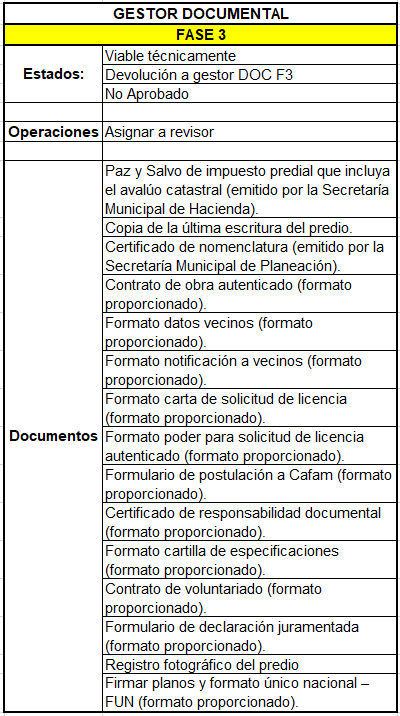 GESTOR DOCUMENTAL
FASE 3
Estados:
Viable técnicamente
Devolución a gestor DOC F3
No Aprobado
Operaciones
Asignar a revisor
Documentos
Paz y Salvo de impuesto predial que incluya
el avalúo catastral (emitido por la Secretaría
Municipal de Hacienda).
Copia de la última escritura del predio.
Certificado de nomenclatura (emitido por la
Secretaría Municipal de Planeación).
Contrato de obra autenticado (formato
proporcionado).
Formato datos vecinos (formato
proporcionado).
Formato notificación a vecinos (formato
proporcionado).
Formato carta de solicitud de licencia
(formato proporcionado).
Formato poder para solicitud de licencia
autenticado (formato proporcionado).
Formulario de postulación a Cafam (formato
proporcionado).
Certificado de responsabilidad documental
(formato proporcionado).
Formato cartilla de especificaciones
(formato proporcionado).
Contrato de voluntariado (formato
proporcionado).
Formulario de declaración juramentada
(formato proporcionado).
Registro fotográfico del predio
Firmar planos y formato único nacional –
FUN (formato proporcionado).